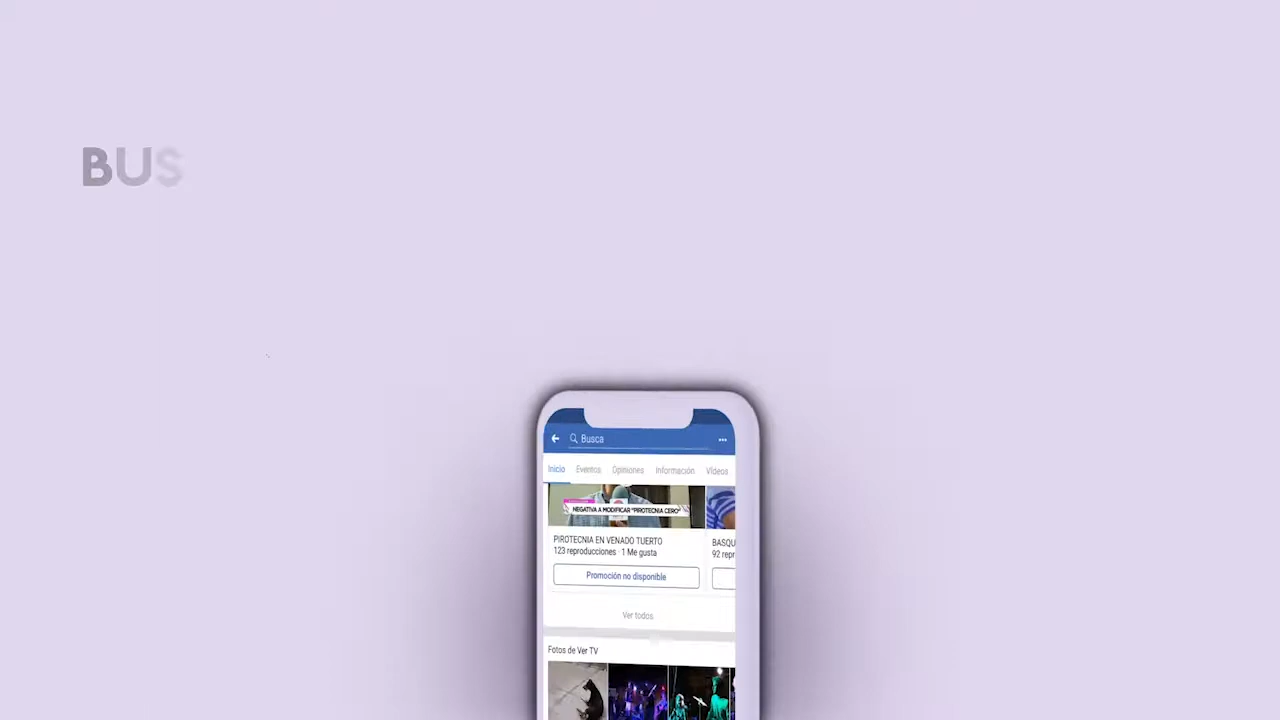 BUS
Busca
Inicio Eventos Opiniones Información Vídeos
NEGATIVA A MODIFICAR "PIROTECNIA CERO"
PIROTECNIA EN VENADO TUERTO
123 reproducciones · 1 Me gusta
Promoción no disponible
BASQU
92 repr
Ver todos
Fotos de Ver TV